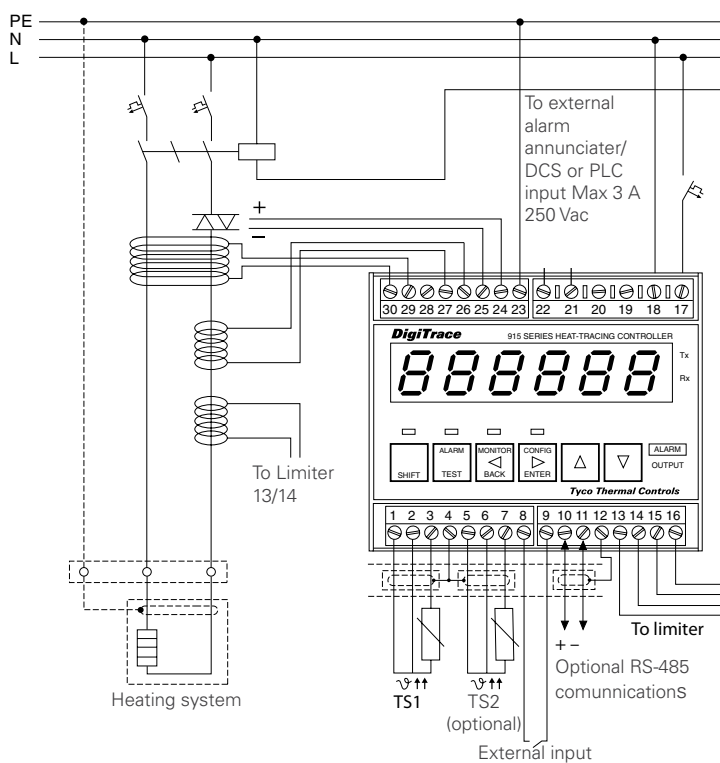 PE
N
L
To external
alarm
annunciater/
DCS or PLC
input Max 3 A
250 Vac
+
–
30 29 28 27 26 25 24 23 22 21 20 19 18 17
DigiTrace 915 SERIES HEAT-TRACING CONTROLLER
Tx
Rx
888888
SHIFT
ALARM
TEST
MONITOR
BACK
CONFIG
ENTER
ALARM
OUTPUT
Tyco Thermal Controls
To Limiter
13/14
1 2 3 4 5 6 7 8 9 10 11 12 13 14 15 16
To limiter
+ –
Optional RS-485
comunnications
ϑ
TS1
ϑ
TS2
(optional)
Heating system
External input